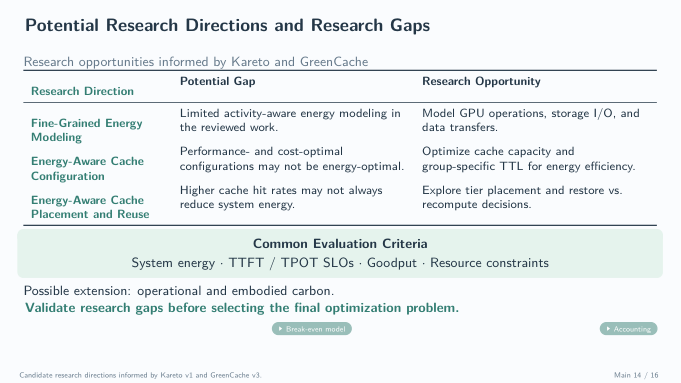 Potential Research Directions and Research Gaps
Research opportunities informed by Kareto and GreenCache
Research Direction
Potential Gap
Research Opportunity
Fine-Grained Energy
Modeling
Limited activity-aware energy modeling in
the reviewed work.
Model GPU operations, storage I/O, and
data transfers.
Energy-Aware Cache
Configuration
Performance- and cost-optimal
configurations may not be energy-optimal.
Optimize cache capacity and
group-specific TTL for energy efficiency.
Energy-Aware Cache
Placement and Reuse
Higher cache hit rates may not always
reduce system energy.
Explore tier placement and restore vs.
recompute decisions.
Common Evaluation Criteria
System energy · TTFT / TPOT SLOs · Goodput · Resource constraints
Possible extension: operational and embodied carbon.
Validate research gaps before selecting the final optimization problem.
Break-even model
Accounting
Candidate research directions informed by Kareto v1 and GreenCache v3.
Main 14 / 16